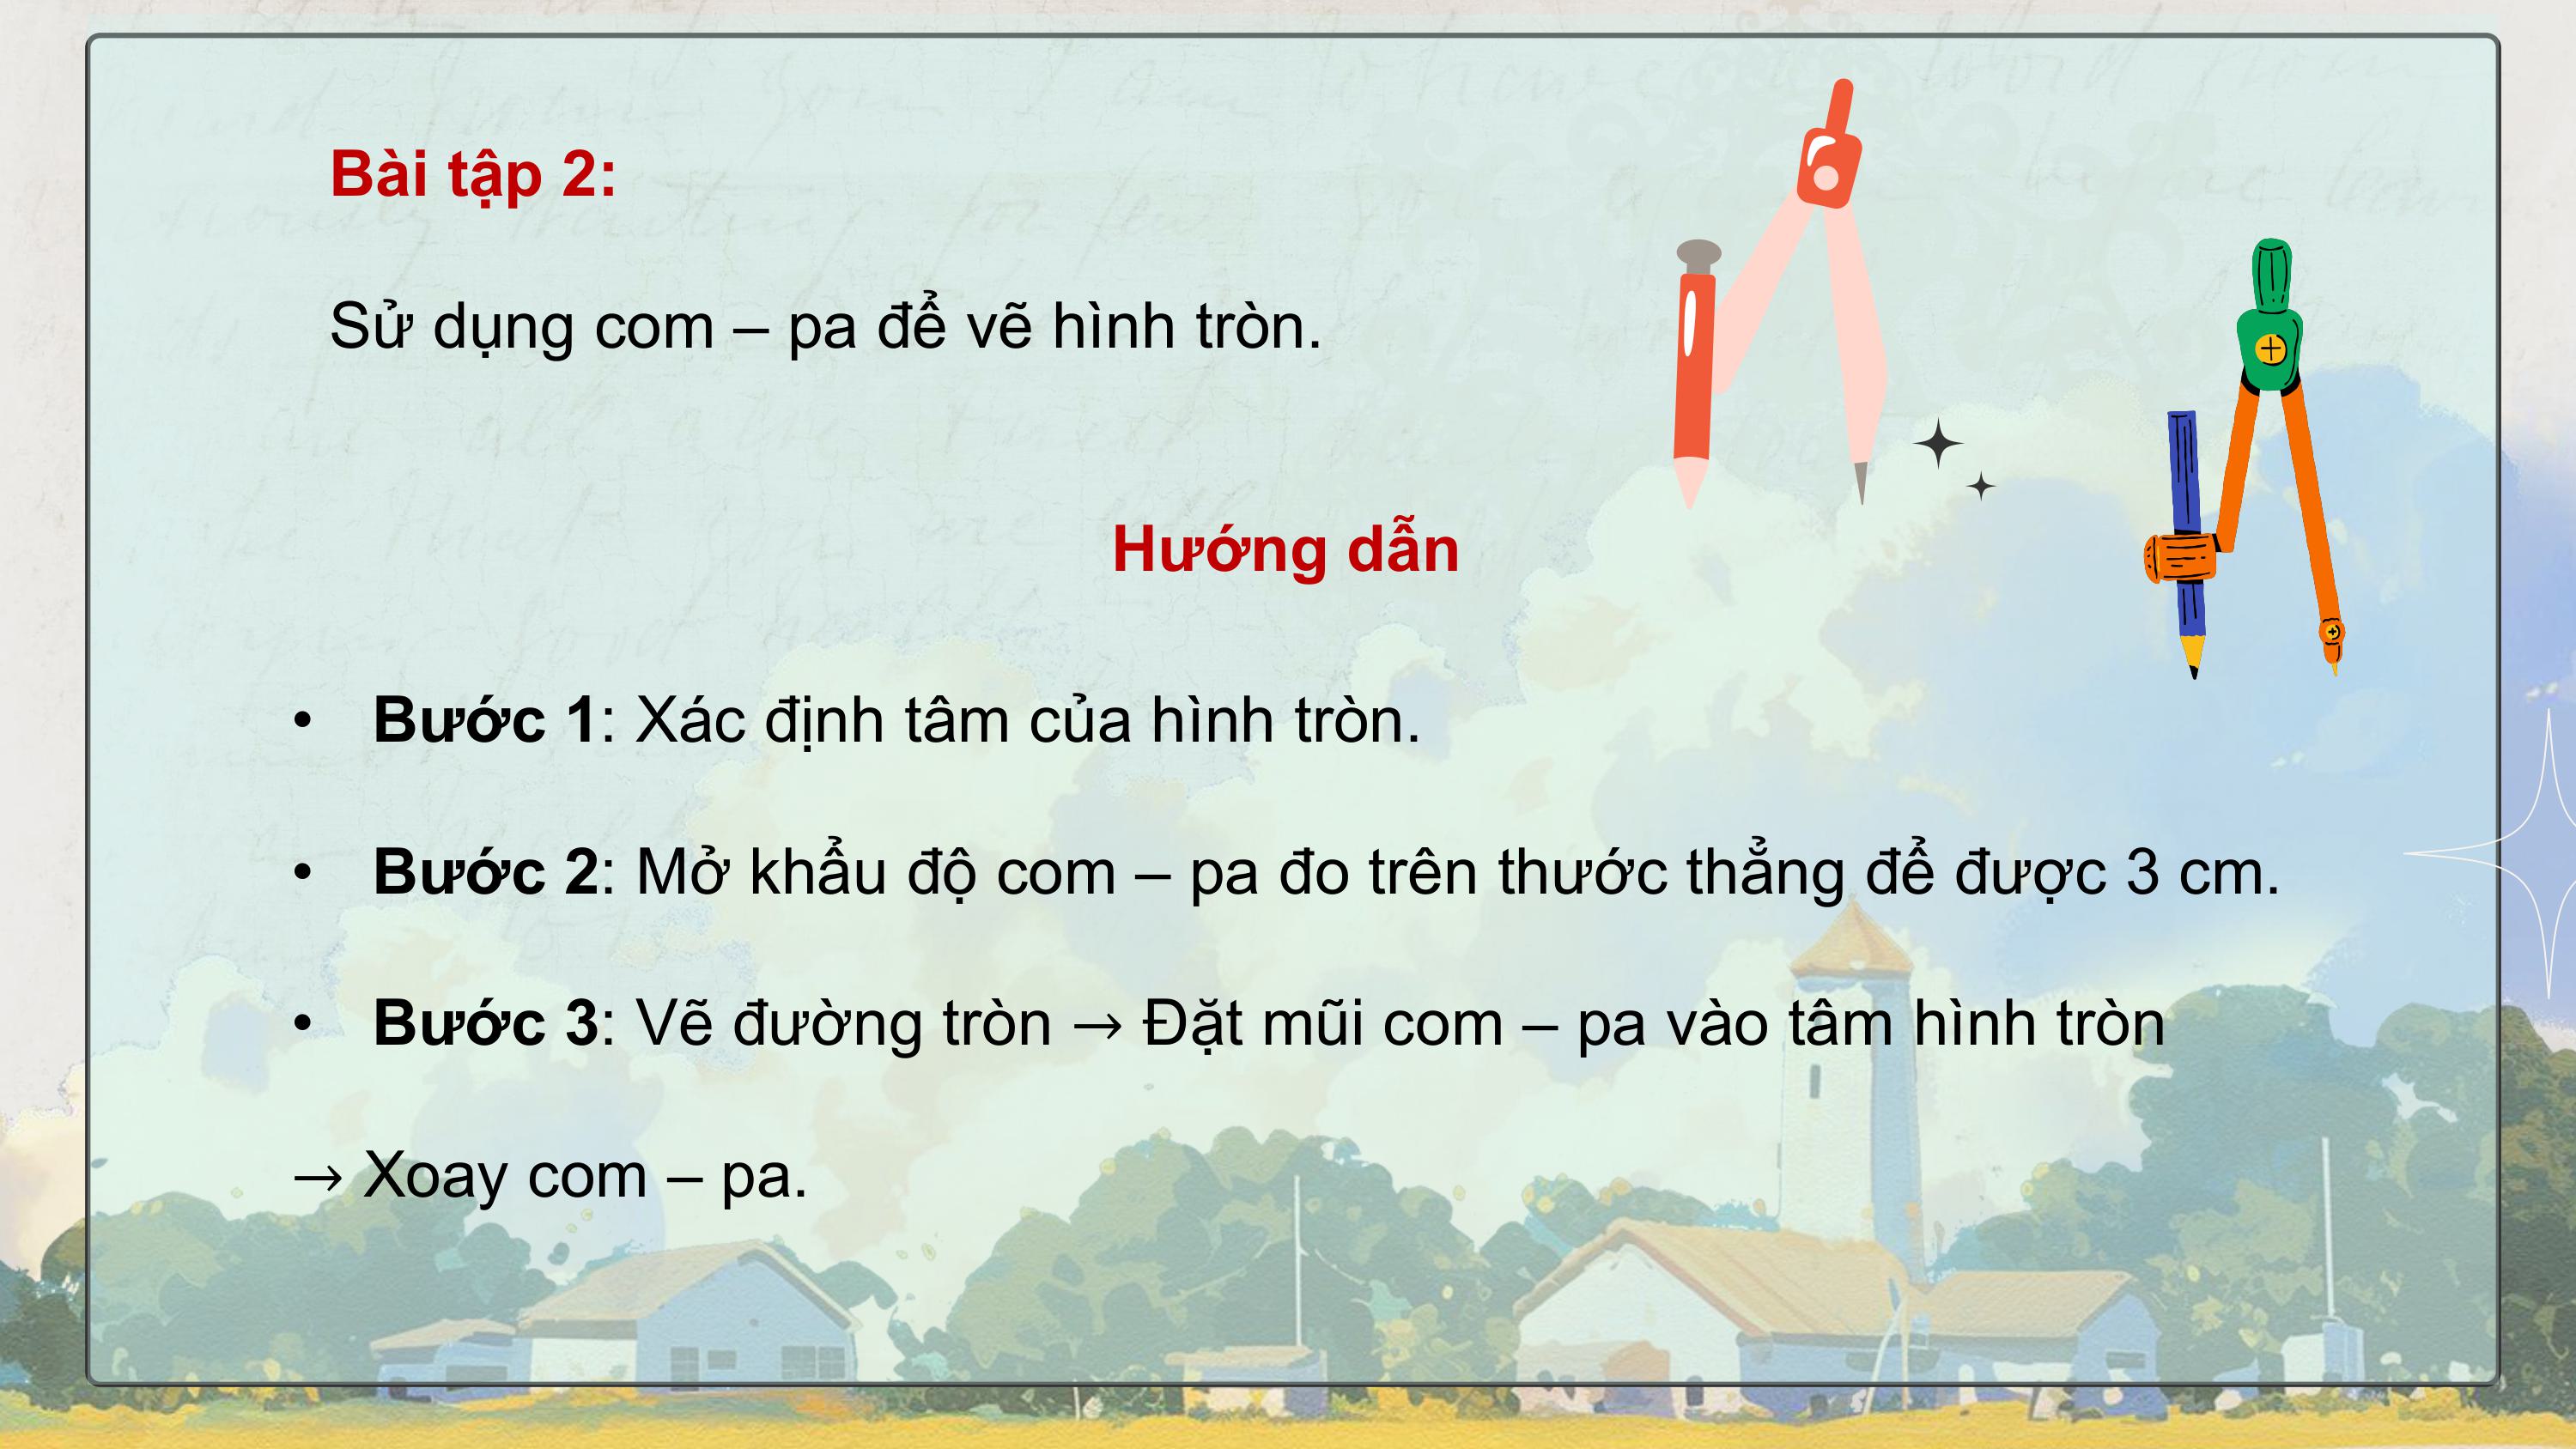 Bài tập 2:
Sử dụng com – pa để vẽ hình tròn.
Hướng dẫn
• Bước 1: Xác định tâm của hình tròn.
• Bước 2: Mở khẩu độ com – pa đo trên thước thẳng để được 3 cm.
• Bước 3: Vẽ đường tròn → Đặt mũi com – pa vào tâm hình tròn
→ Xoay com – pa.